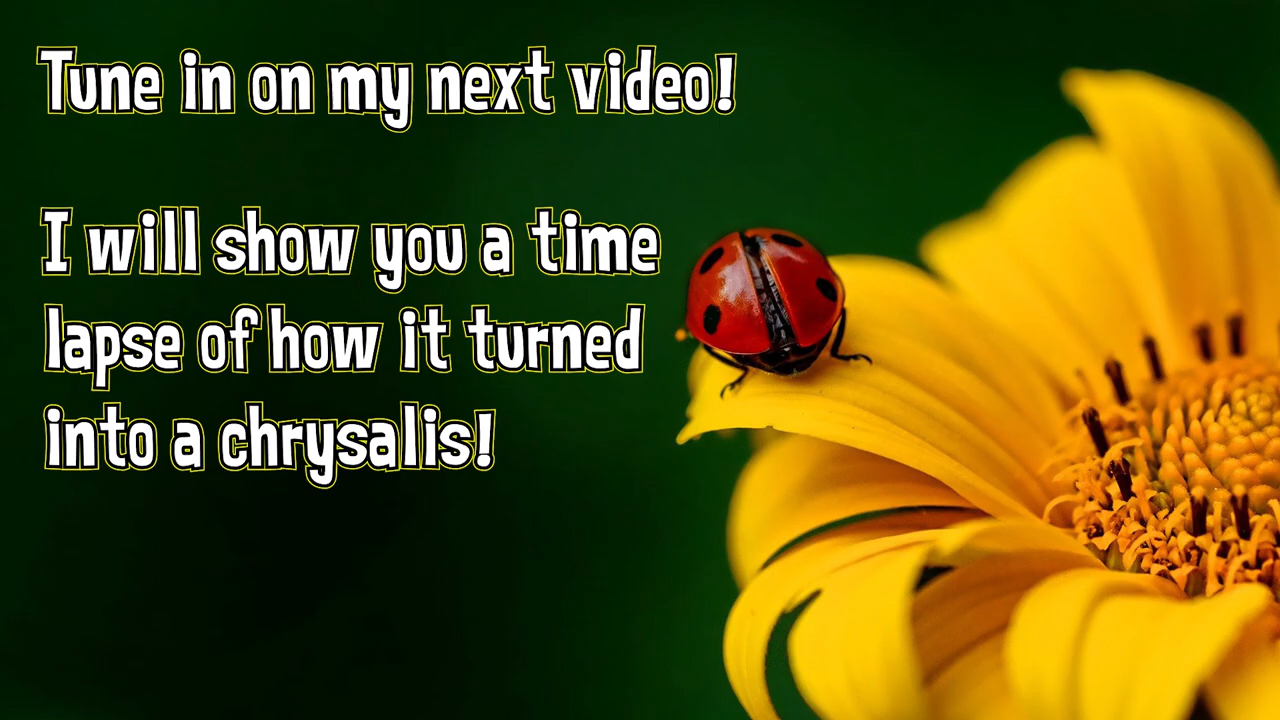 Tune in on my next video!
I will show you a time
lapse of how it turned
into a chrysalis!